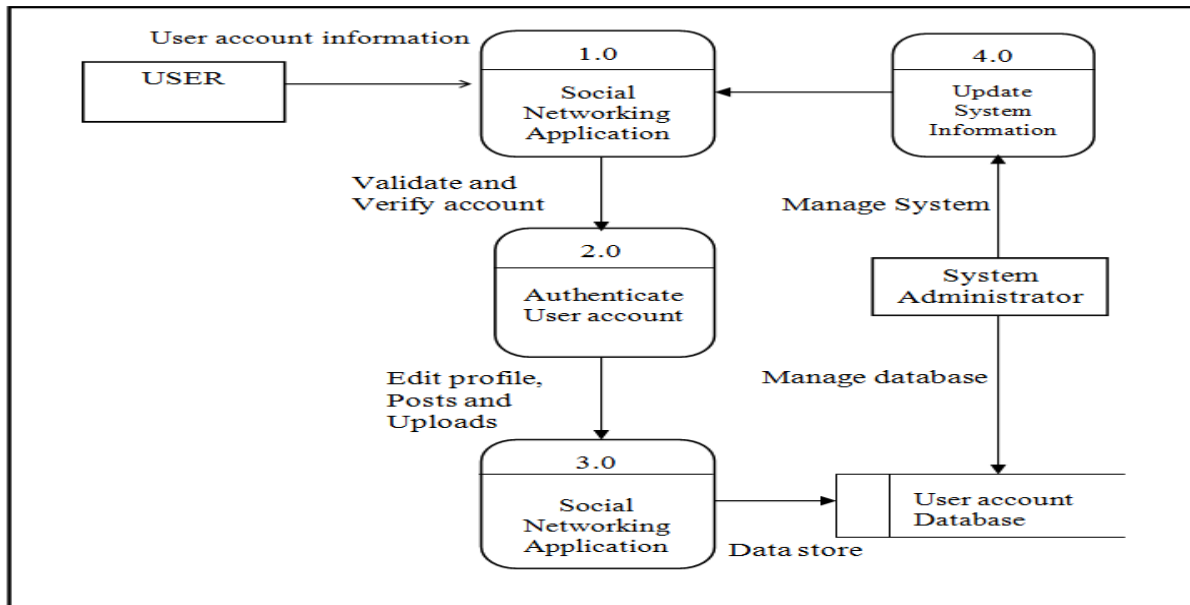 User account information
USER
1.0
Social
Networking
Application
4.0
Update
System
Information
Validate and
Verify account
Manage System
2.0
Authenticate
User account
System
Administrator
Edit profile,
Posts and
Uploads
Manage database
3.0
Social
Networking
Application
User account
Database
Data store